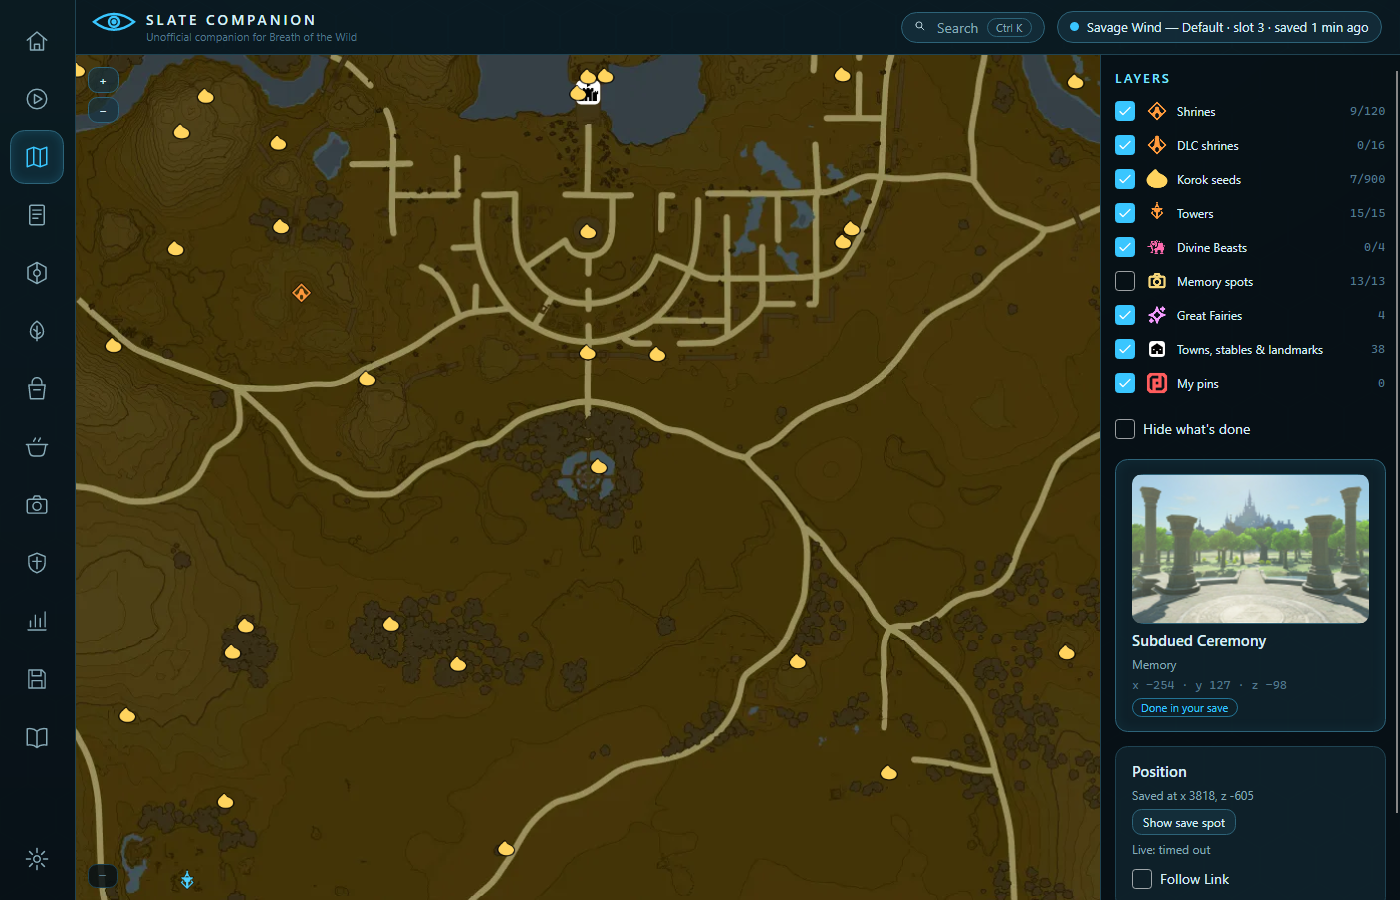 SLATE COMPANION
Unofficial companion for Breath of the Wild
Search Ctrl K
Savage Wind — Default · slot 3 · saved 1 min ago
+
−
LAYERS
Shrines 9/120
DLC shrines 0/16
Korok seeds 7/900
Towers 15/15
Divine Beasts 0/4
Memory spots 13/13
Great Fairies 4
Towns, stables & landmarks 38
My pins 0
Hide what's done
Subdued Ceremony
Memory
x −254 · y 127 · z −98
Done in your save
Position
Saved at x 3818, z -605
Show save spot
Live: timed out
Follow Link
−